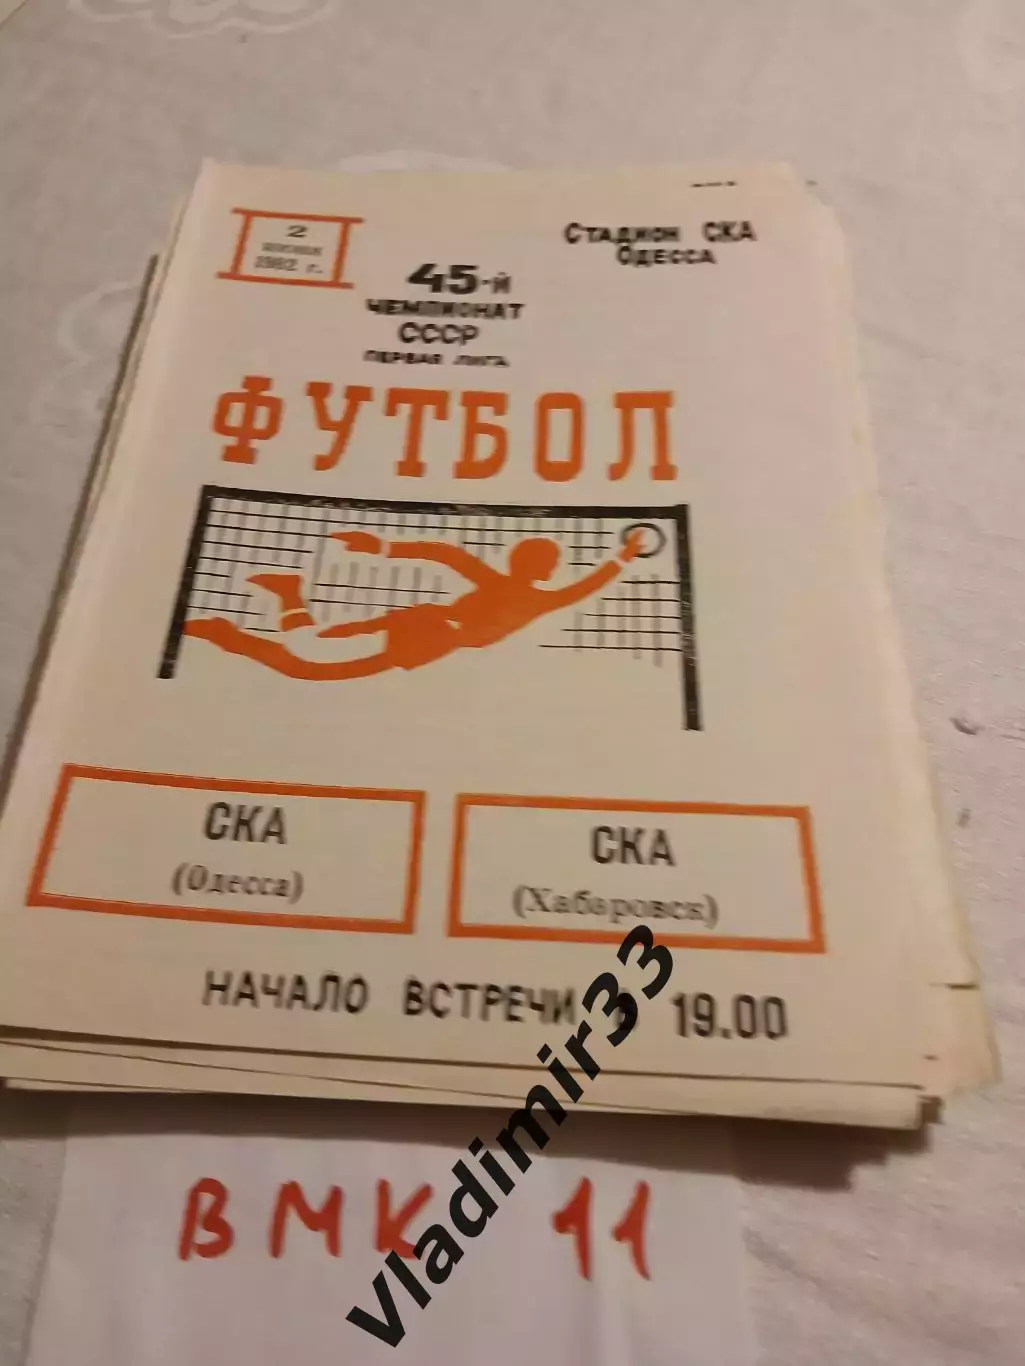 2
июня
1982 г.
Стадион СКА
Одесса
45-й
ЧЕМПИОНАТ
СССР
ПЕРВАЯ ЛИГА
ФУТБОЛ
СКА
(Одесса)
СКА
(Хабаровск)
НАЧАЛО ВСТРЕЧИ В 19.00
vladimir33
ВМК 11